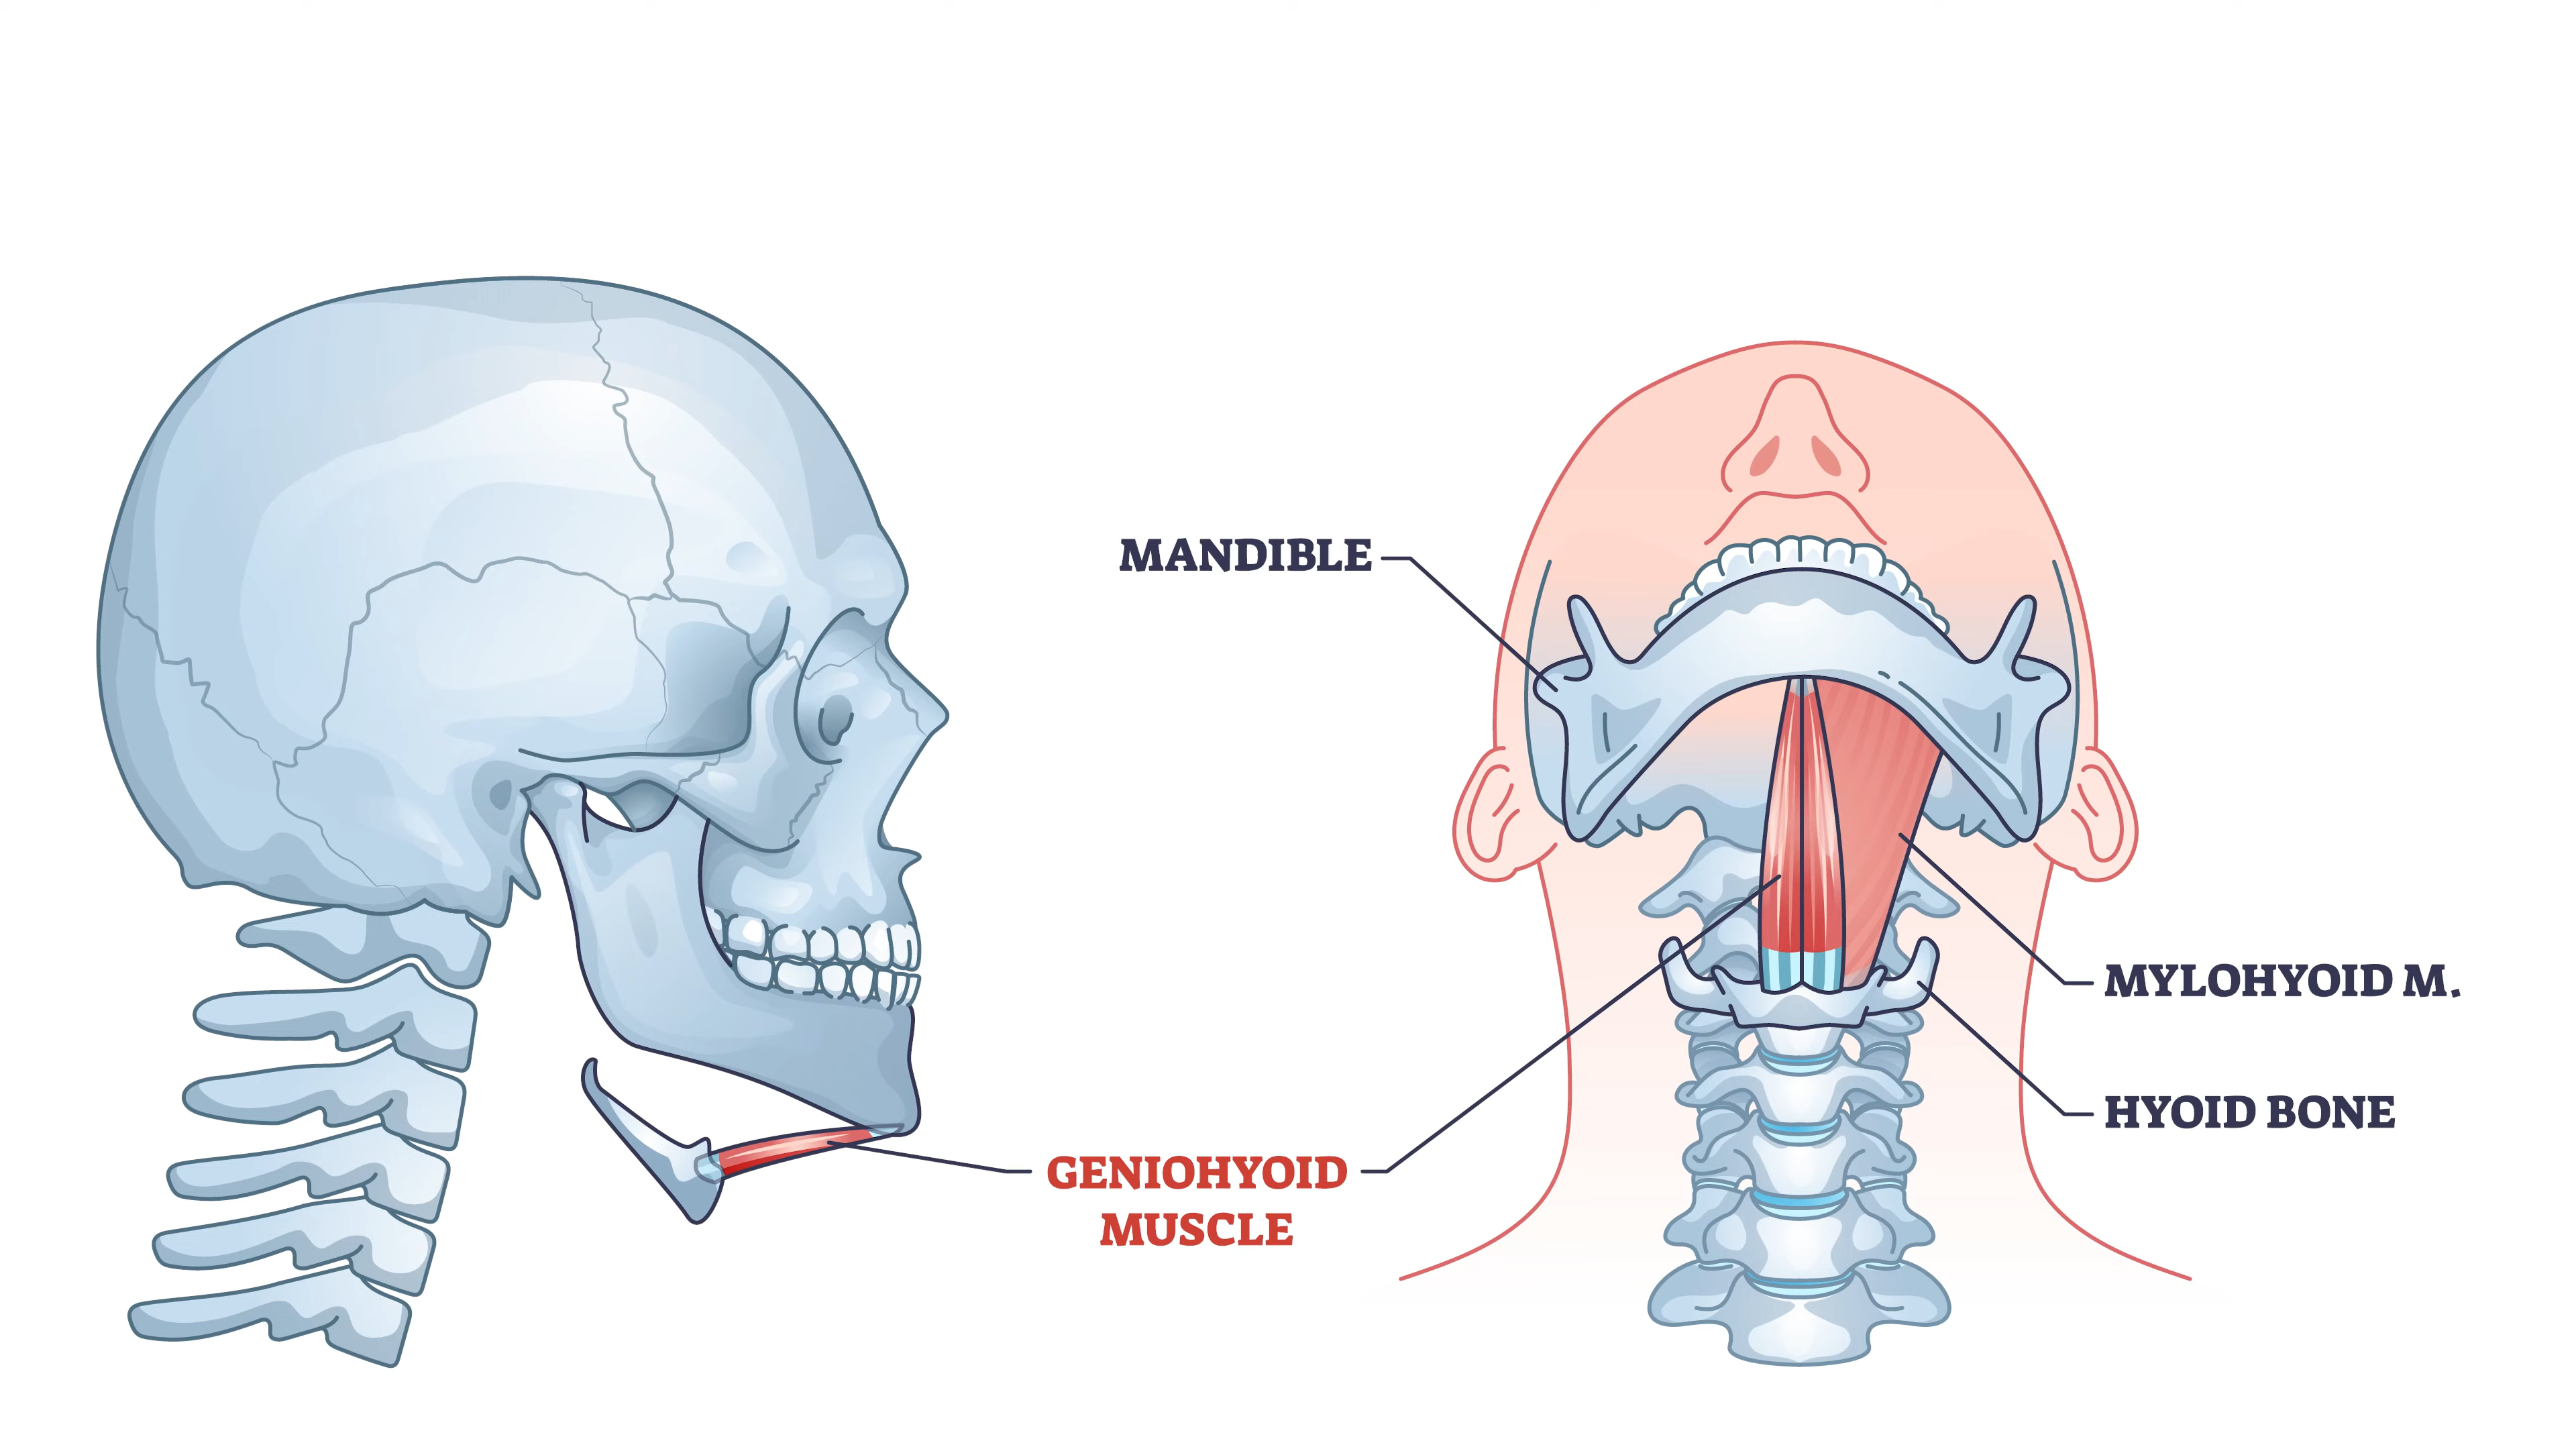 MANDIBLE
MYLOHYOID M.
HYOID BONE
GENIOHYOID
MUSCLE